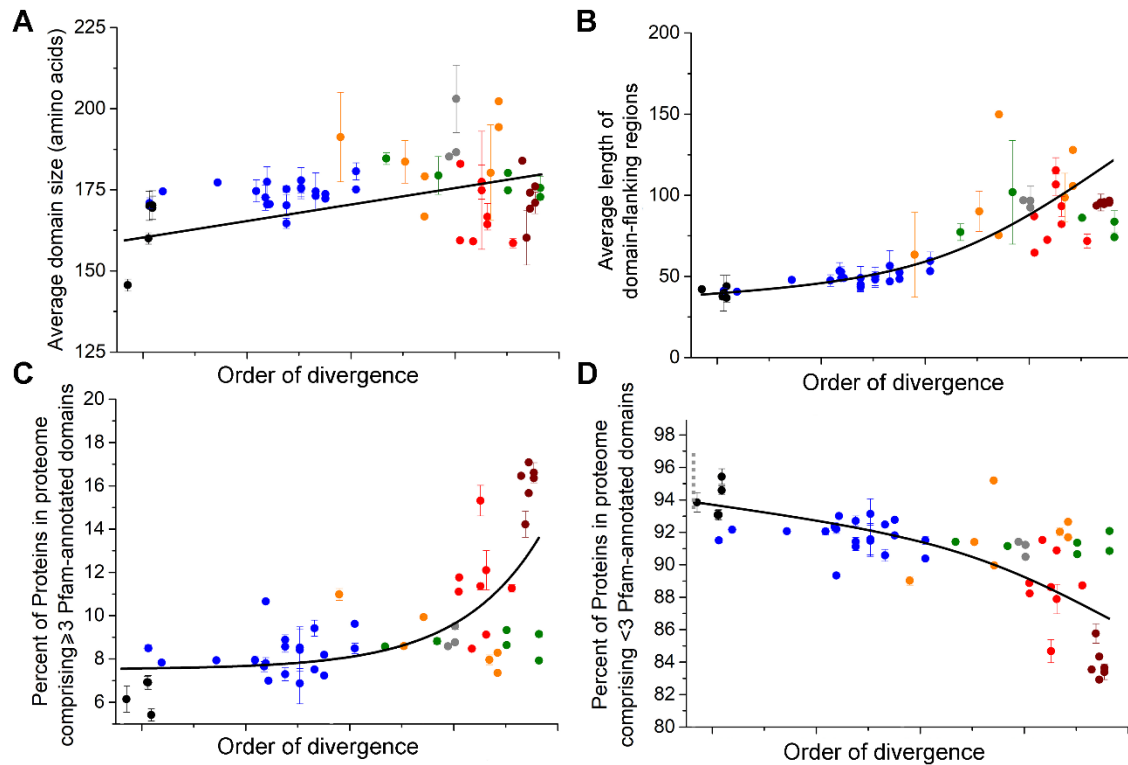 A
Average domain size (amino acids)
225
200
175
150
125
Order of divergence
B
Average length of
domain-flanking regions
200
150
100
50
0
Order of divergence
C
Percent of Proteins in proteome
comprising⩾3 Pfam-annotated domains
20
18
16
14
12
10
8
6
Order of divergence
D
Percent of Proteins in proteome
comprising <3 Pfam-annotated domains
98
96
94
92
90
88
86
84
82
80
Order of divergence